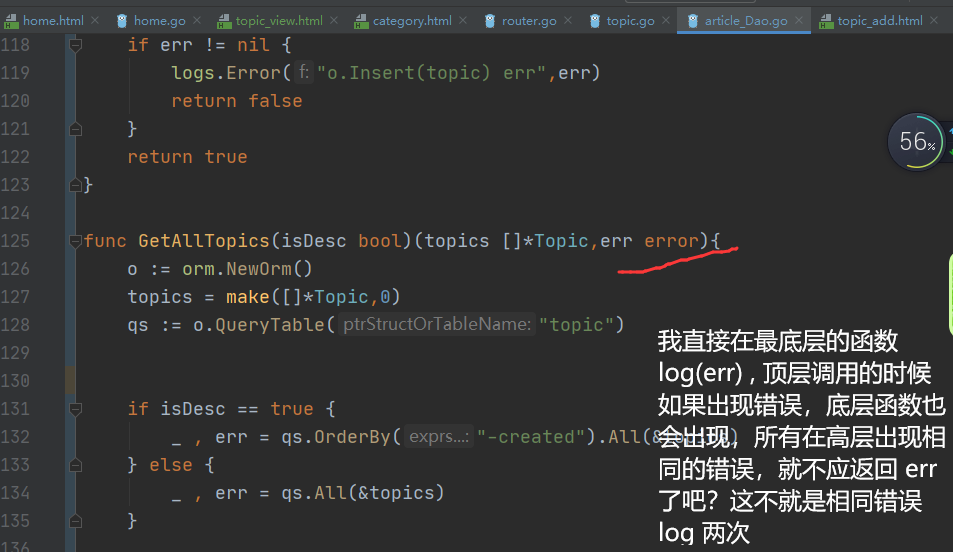 home.html × home.go × topic_view.html × category.html × router.go × topic.go × article_Dao.go × topic_add.html ×
118 if err != nil {
119 logs.Error( f: "o.Insert(topic) err",err)
120 return false
121 }
122 return true
123 }
124
125 func GetAllTopics(isDesc bool)(topics []*Topic,err error){
126 o := orm.NewOrm()
127 topics = make([]*Topic,0)
128 qs := o.QueryTable( ptrStructOrTableName: "topic")
129
130
131 if isDesc == true {
132 _ , err = qs.OrderBy( exprs...: "-created").All(
133 } else {
134 _ , err = qs.All(&topics)
135 }
136
56%
我直接在最底层的函数
log(err) , 顶层调用的时候
如果出现错误，底层函数也
会出现，所有在高层出现相
同的错误，就不应返回 err
了吧？这不就是相同错误
log 两次